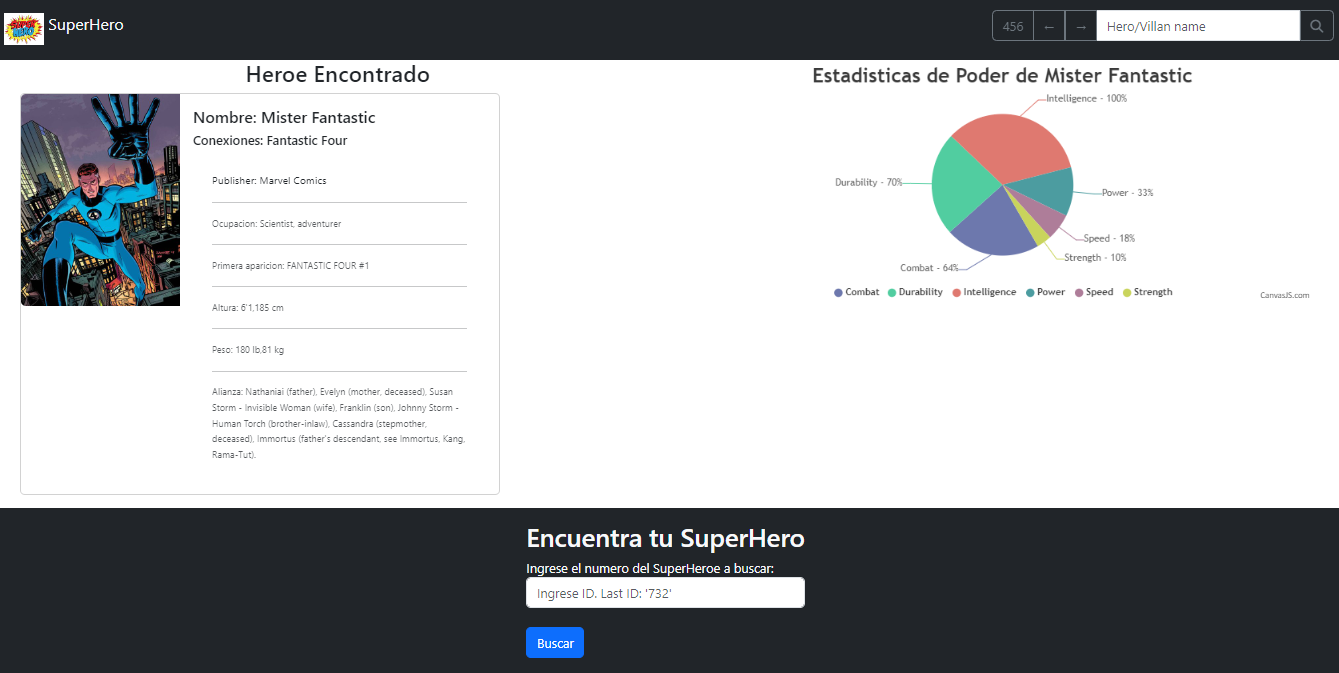 SUPER HERO
SuperHero
456
←
→
Hero/Villan name
Heroe Encontrado
Nombre: Mister Fantastic
Conexiones: Fantastic Four
Publisher: Marvel Comics
Ocupacion: Scientist, adventurer
Primera aparicion: FANTASTIC FOUR #1
Altura: 6'1,185 cm
Peso: 180 lb,81 kg
Alianza: Nathaniai (father), Evelyn (mother, deceased), Susan
Storm - Invisible Woman (wife), Franklin (son), Johnny Storm -
Human Torch (brother-inlaw), Cassandra (stepmother,
deceased), Immortus (father's descendant, see Immortus, Kang,
Rama-Tut).
Estadisticas de Poder de Mister Fantastic
Intelligence - 100%
Durability - 70%
Power - 33%
Speed - 18%
Strength - 10%
Combat - 64%
Combat Durability Intelligence Power Speed Strength
CanvasJS.com
Encuentra tu SuperHero
Ingrese el numero del SuperHeroe a buscar:
Ingrese ID. Last ID: '732'
Buscar